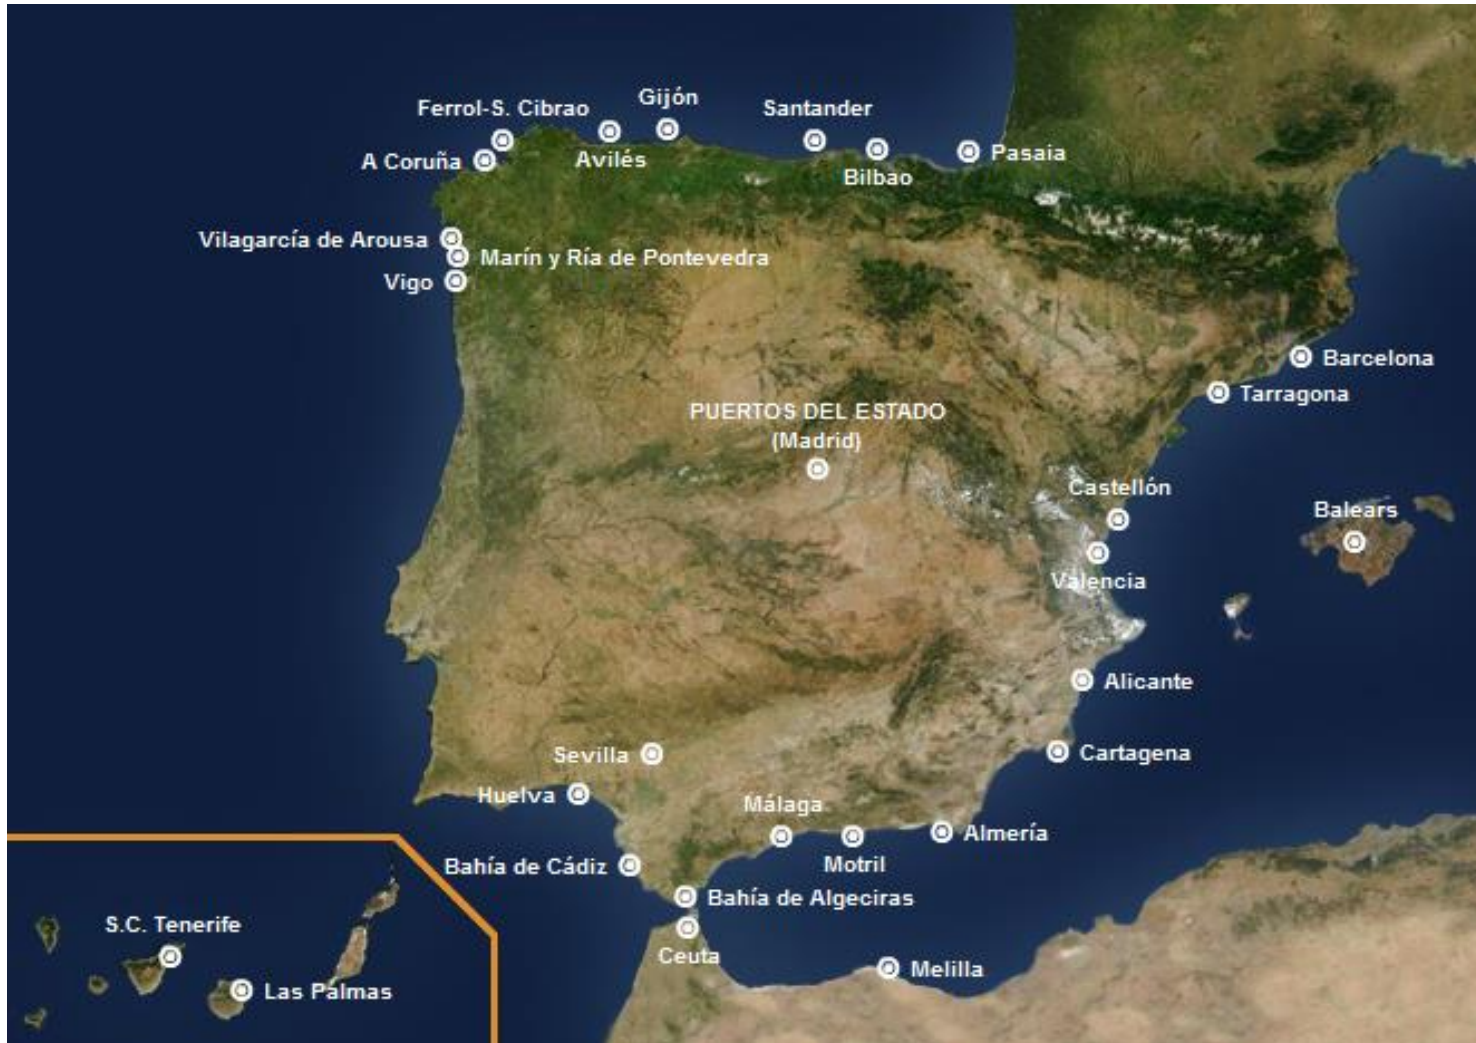 Gijón
Ferrol-S. Cibrao
Santander
A Coruña
Avilés
Pasaia
Bilbao
Vilagarcía de Arousa
Marín y Ría de Pontevedra
Vigo
Barcelona
Tarragona
PUERTOS DEL ESTADO
(Madrid)
Castellón
Balears
Valencia
Alicante
Sevilla
Cartagena
Huelva
Málaga
Almería
Motril
Bahía de Cádiz
Bahía de Algeciras
S.C. Tenerife
Ceuta
Melilla
Las Palmas